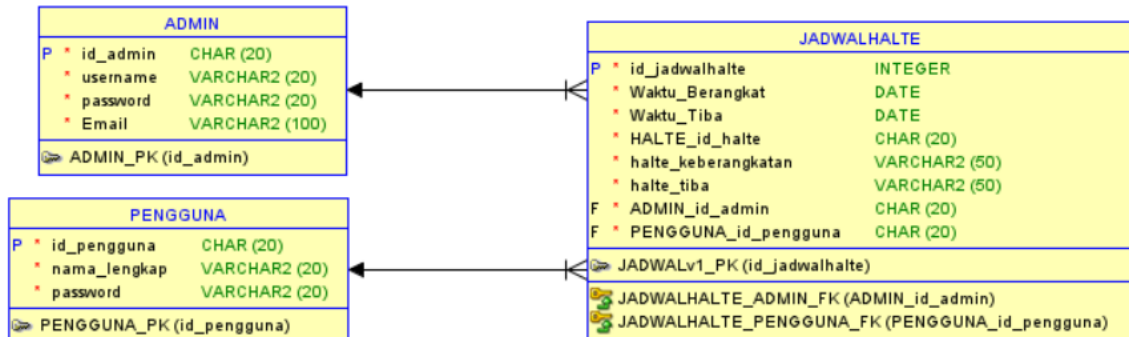 ADMIN
P * id_admin CHAR (20)
* username VARCHAR2 (20)
* password VARCHAR2 (20)
* Email VARCHAR2 (100)
ADMIN_PK (id_admin)
PENGGUNA
P * id_pengguna CHAR (20)
* nama_lengkap VARCHAR2 (20)
* password VARCHAR2 (20)
PENGGUNA_PK (id_pengguna)
JADWALHALTE
P * id_jadwalhalte INTEGER
* Waktu_Berangkat DATE
* Waktu_Tiba DATE
* HALTE_id_halte CHAR (20)
* halte_keberangkatan VARCHAR2 (50)
* halte_tiba VARCHAR2 (50)
F * ADMIN_id_admin CHAR (20)
F * PENGGUNA_id_pengguna CHAR (20)
JADWALv1_PK (id_jadwalhalte)
JADWALHALTE_ADMIN_FK (ADMIN_id_admin)
JADWALHALTE_PENGGUNA_FK (PENGGUNA_id_pengguna)